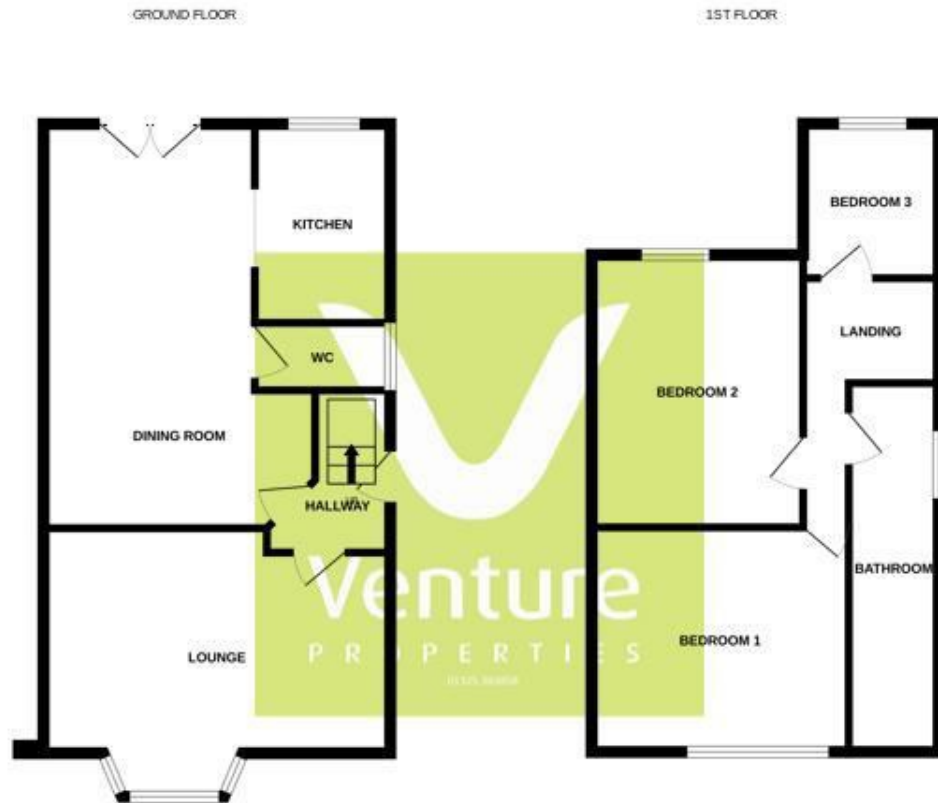 GROUND FLOOR
1ST FLOOR
KITCHEN
WC
DINING ROOM
HALLWAY
LOUNGE
BEDROOM 3
LANDING
BEDROOM 2
BATHROOM
BEDROOM 1
Venture
PROPERTIES